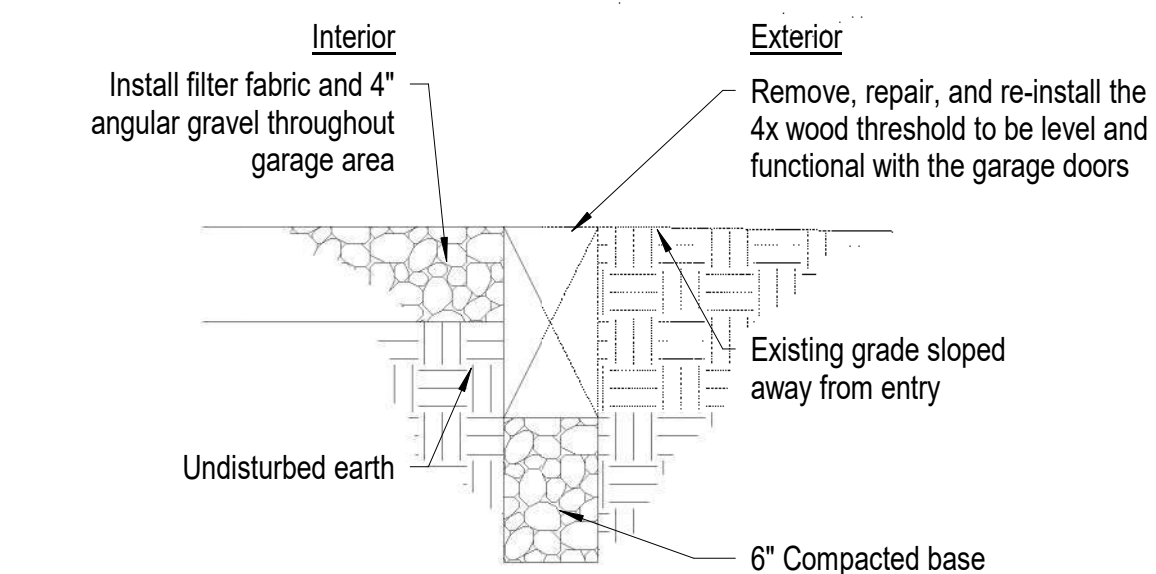 Interior
Install filter fabric and 4"
angular gravel throughout
garage area
Exterior
Remove, repair, and re-install the
4x wood threshold to be level and
functional with the garage doors
Existing grade sloped
away from entry
Undisturbed earth
6" Compacted base